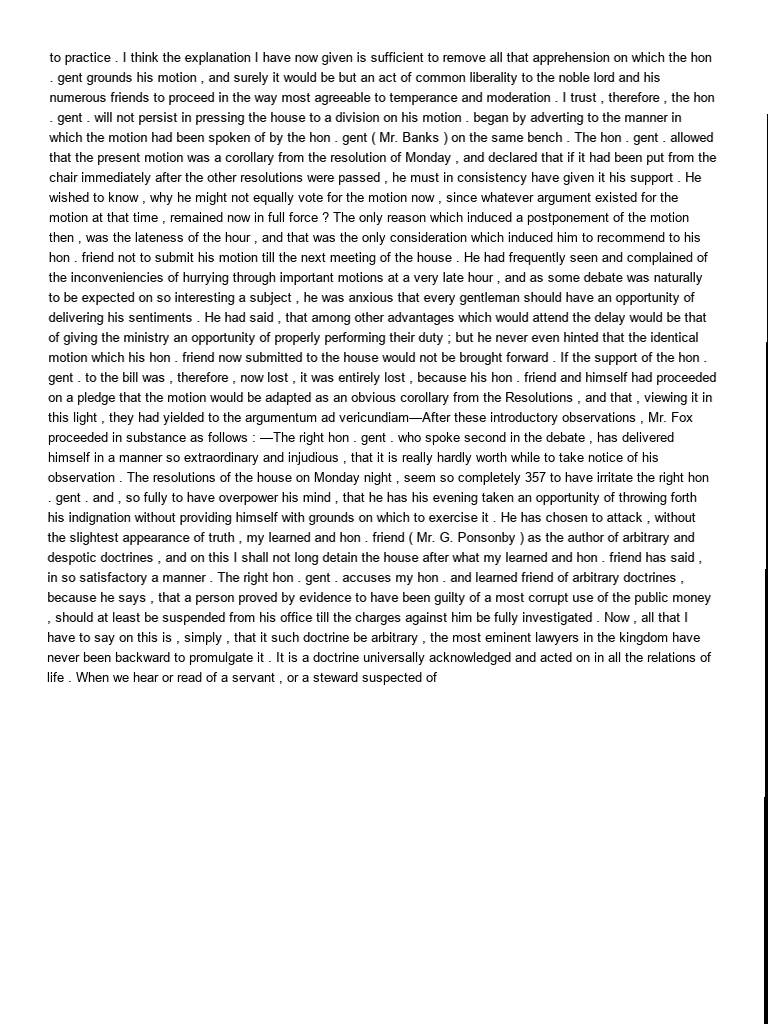 to practice . I think the explanation I have now given is sufficient to remove all that apprehension on which the hon
. gent grounds his motion , and surely it would be but an act of common liberality to the noble lord and his
numerous friends to proceed in the way most agreeable to temperance and moderation . I trust , therefore , the hon
. gent . will not persist in pressing the house to a division on his motion . began by adverting to the manner in
which the motion had been spoken of by the hon . gent ( Mr. Banks ) on the same bench . The hon . gent . allowed
that the present motion was a corollary from the resolution of Monday , and declared that if it had been put from the
chair immediately after the other resolutions were passed , he must in consistency have given it his support . He
wished to know , why he might not equally vote for the motion now , since whatever argument existed for the
motion at that time , remained now in full force ? The only reason which induced a postponement of the motion
then , was the lateness of the hour , and that was the only consideration which induced him to recommend to his
hon . friend not to submit his motion till the next meeting of the house . He had frequently seen and complained of
the inconveniencies of hurrying through important motions at a very late hour , and as some debate was naturally
to be expected on so interesting a subject , he was anxious that every gentleman should have an opportunity of
delivering his sentiments . He had said , that among other advantages which would attend the delay would be that
of giving the ministry an opportunity of properly performing their duty ; but he never even hinted that the identical
motion which his hon . friend now submitted to the house would not be brought forward . If the support of the hon .
gent . to the bill was , therefore , now lost , it was entirely lost , because his hon . friend and himself had proceeded
on a pledge that the motion would be adapted as an obvious corollary from the Resolutions , and that , viewing it in
this light , they had yielded to the argumentum ad vericundiam—After these introductory observations , Mr. Fox
proceeded in substance as follows : —The right hon . gent . who spoke second in the debate , has delivered
himself in a manner so extraordinary and injudious , that it is really hardly worth while to take notice of his
observation . The resolutions of the house on Monday night , seem so completely 357 to have irritate the right hon
. gent . and , so fully to have overpower his mind , that he has his evening taken an opportunity of throwing forth
his indignation without providing himself with grounds on which to exercise it . He has chosen to attack , without
the slightest appearance of truth , my learned and hon . friend ( Mr. G. Ponsonby ) as the author of arbitrary and
despotic doctrines , and on this I shall not long detain the house after what my learned and hon . friend has said ,
in so satisfactory a manner . The right hon . gent . accuses my hon . and learned friend of arbitrary doctrines ,
because he says , that a person proved by evidence to have been guilty of a most corrupt use of the public money
, should at least be suspended from his office till the charges against him be fully investigated . Now , all that I
have to say on this is , simply , that it such doctrine be arbitrary , the most eminent lawyers in the kingdom have
never been backward to promulgate it . It is a doctrine universally acknowledged and acted on in all the relations of
life . When we hear or read of a servant , or a steward suspected of